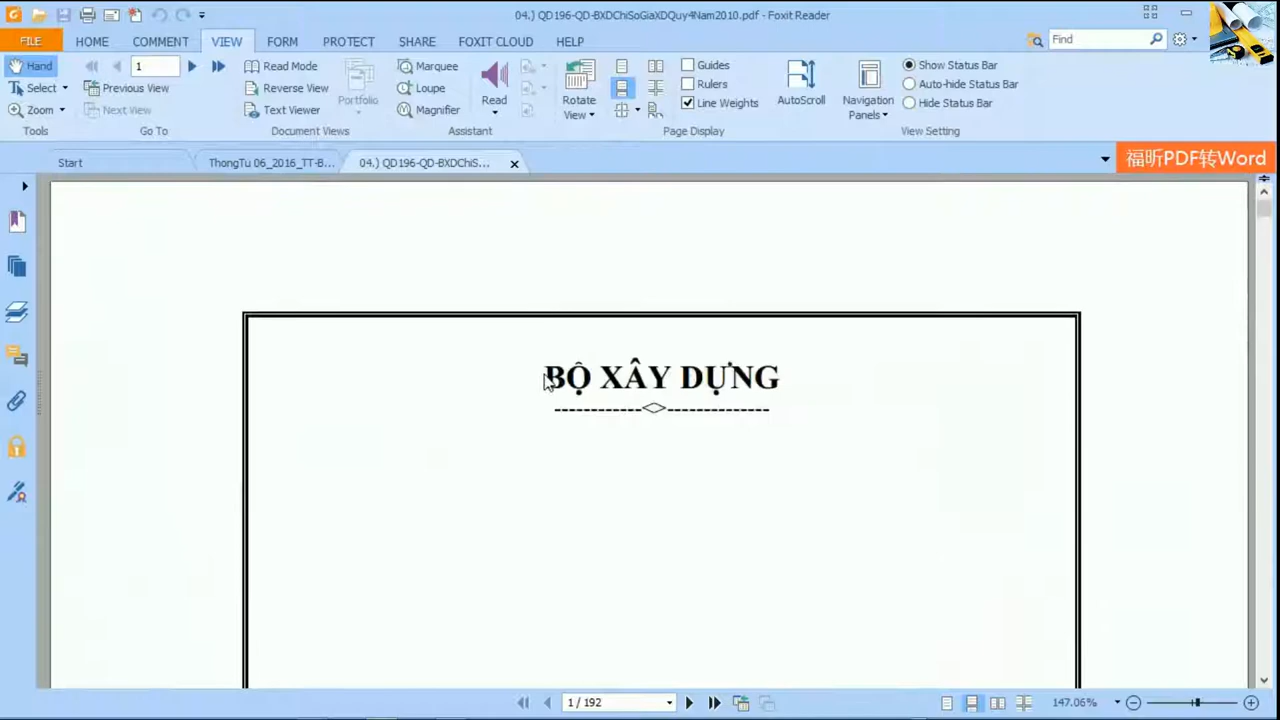 04.) QD196-QD-BXDChiSoGiaXDQuy4Nam2010.pdf - Foxit Reader
FILE HOME COMMENT VIEW FORM PROTECT SHARE FOXIT CLOUD HELP
Find
Hand
Select
Zoom
Tools
1
Previous View
Next View
Go To
Read Mode
Reverse View
Text Viewer
Portfolio
Document Views
Marquee
Loupe
Magnifier
Read
Assistant
Rotate
View
Guides
Rulers
Line Weights
Page Display
AutoScroll
Navigation
Panels
Show Status Bar
Auto-hide Status Bar
Hide Status Bar
View Setting
Start
ThongTu 06_2016_TT-B...
04.) QD196-QD-BXDChiS...
福昕PDF转Word
BỘ XÂY DỰNG
1 / 192
147.06%